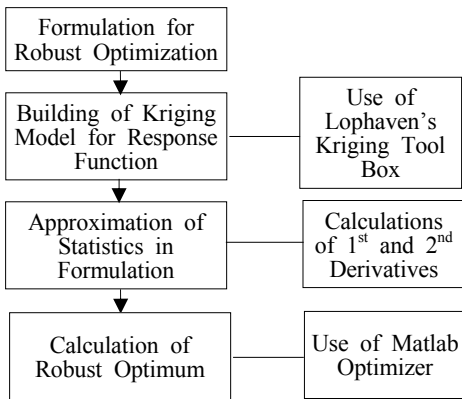 Formulation for
Robust Optimization
Building of Kriging
Model for Response
Function
Use of
Lophaven's
Kriging Tool
Box
Approximation of
Statistics in
Formulation
Calculations
of 1st and 2nd
Derivatives
Calculation of
Robust Optimum
Use of Matlab
Optimizer